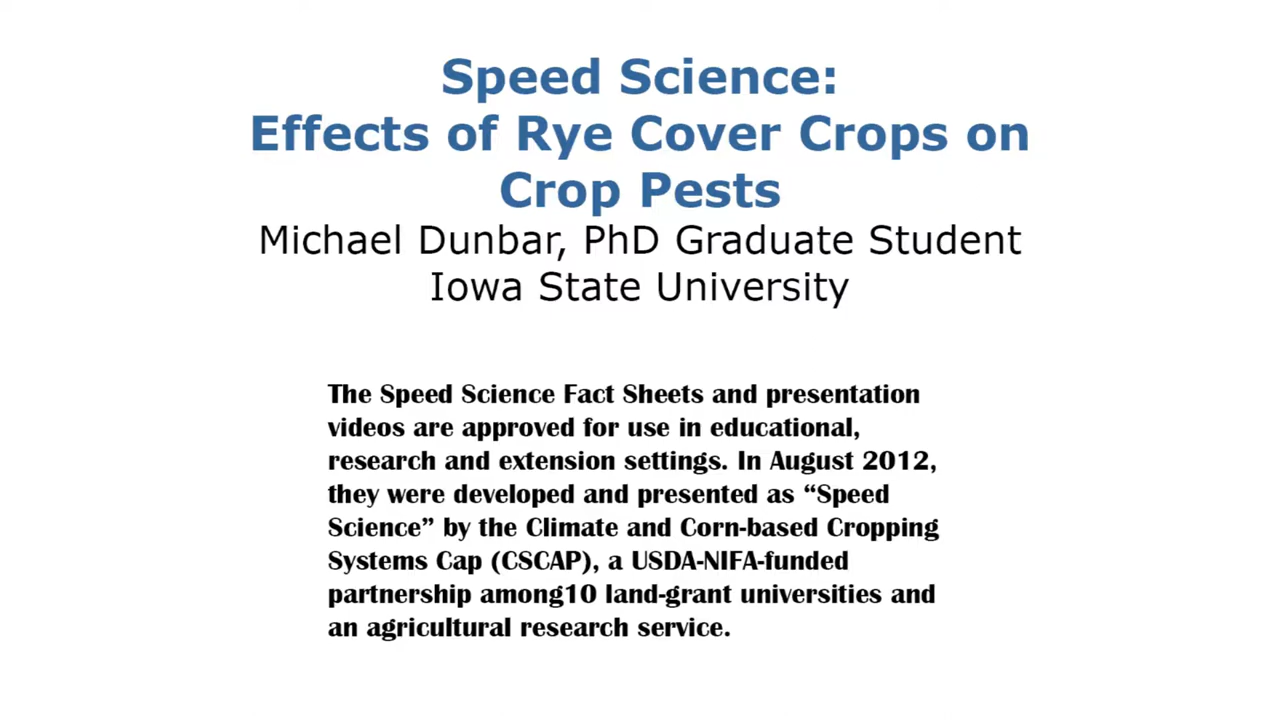 Speed Science:
Effects of Rye Cover Crops on
Crop Pests
Michael Dunbar, PhD Graduate Student
Iowa State University
The Speed Science Fact Sheets and presentation
videos are approved for use in educational,
research and extension settings. In August 2012,
they were developed and presented as “Speed
Science” by the Climate and Corn-based Cropping
Systems Cap (CSCAP), a USDA-NIFA-funded
partnership among10 land-grant universities and
an agricultural research service.